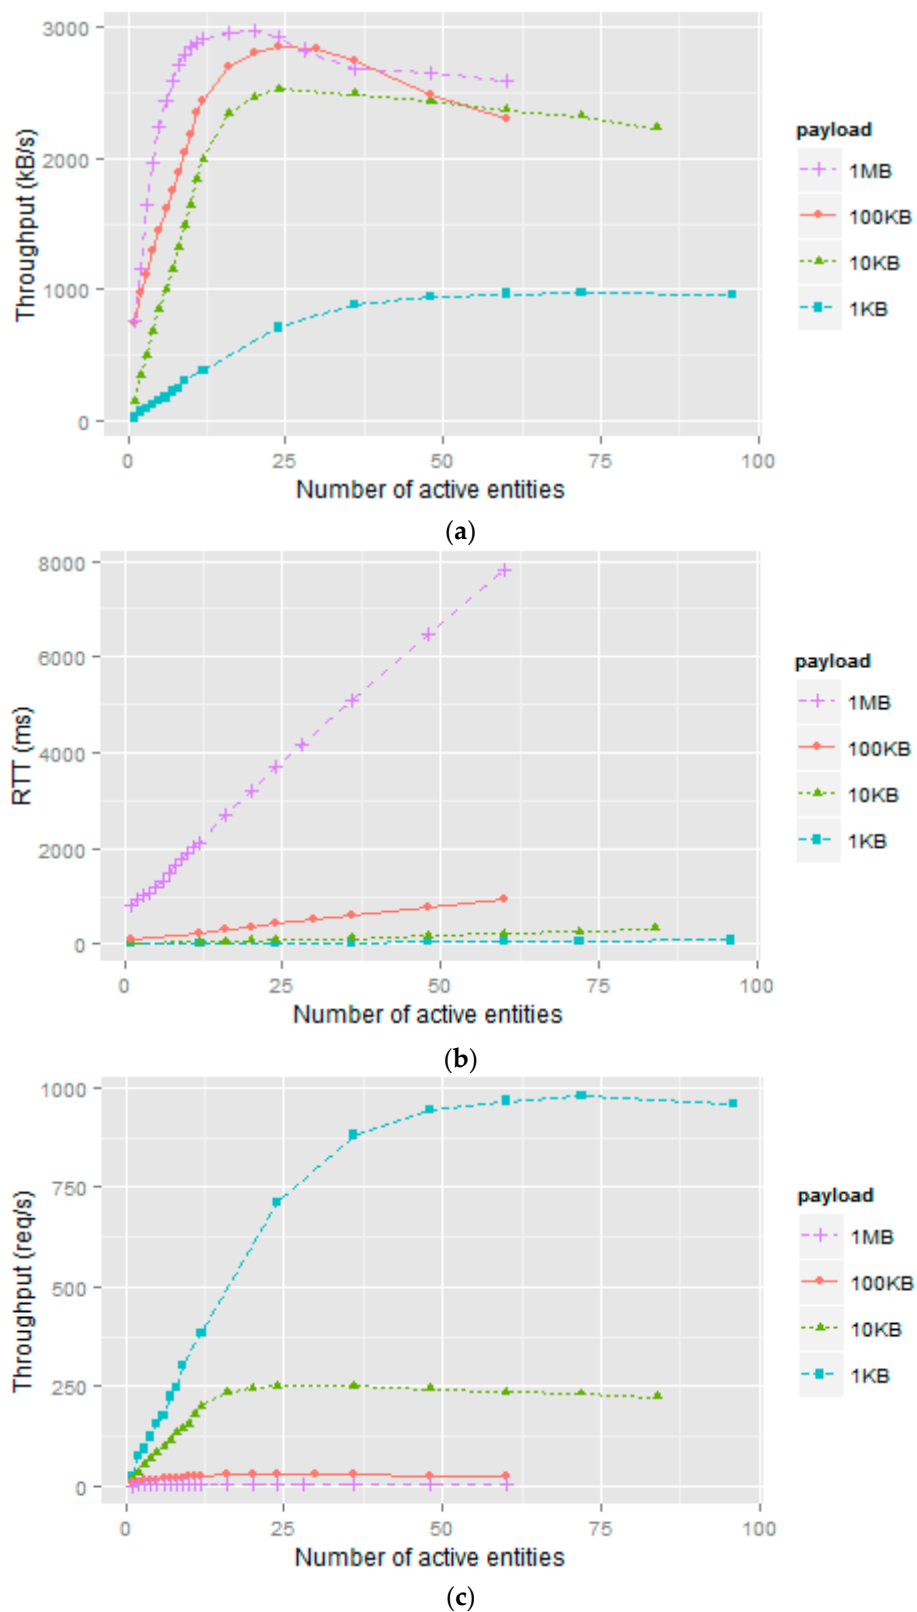 3000
2000
1000
0
Throughput (kB/s)
0 25 50 75 100
Number of active entities
payload
1MB
100KB
10KB
1KB
(a)
8000
6000
4000
2000
0
RTT (ms)
0 25 50 75 100
Number of active entities
payload
1MB
100KB
10KB
1KB
(b)
1000
750
500
250
0
Throughput (req/s)
0 25 50 75 100
Number of active entities
payload
1MB
100KB
10KB
1KB
(c)